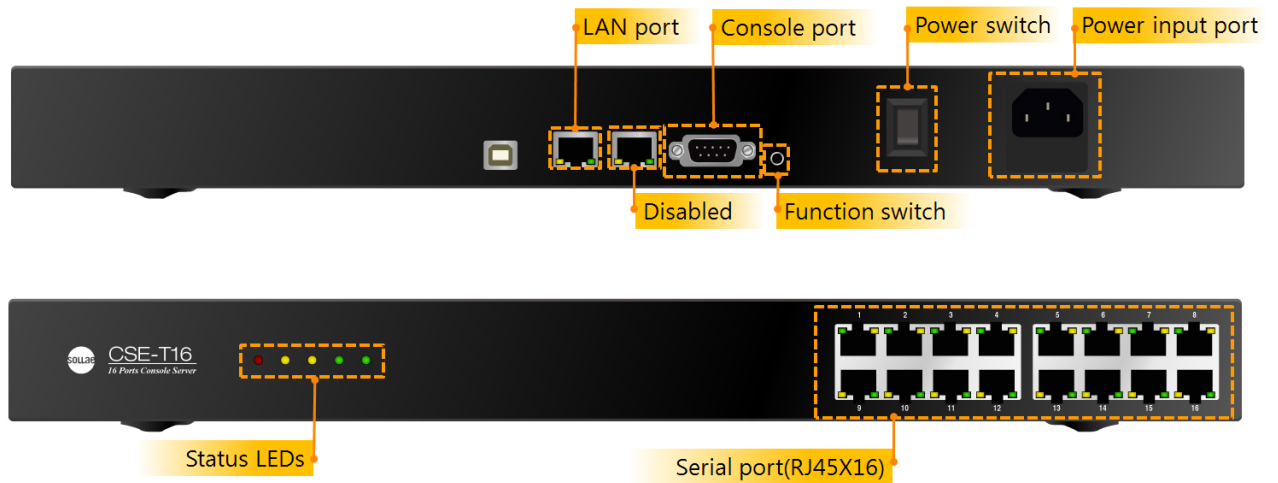 LAN port
Console port
Power switch
Power input port
Disabled
Function switch
SOLLAE
CSE-T16
16 Ports Console Server
1 2 3 4 5 6 7 8
9 10 11 12 13 14 15 16
Status LEDs
Serial port(RJ45X16)